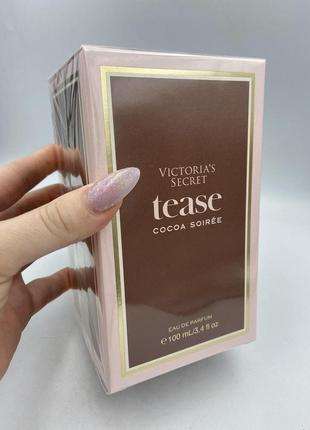 VICTORIA'S
SECRET
tease
COCOA SOIRÉE
EAU DE PARFUM
e 100 mL/3.4 fl oz